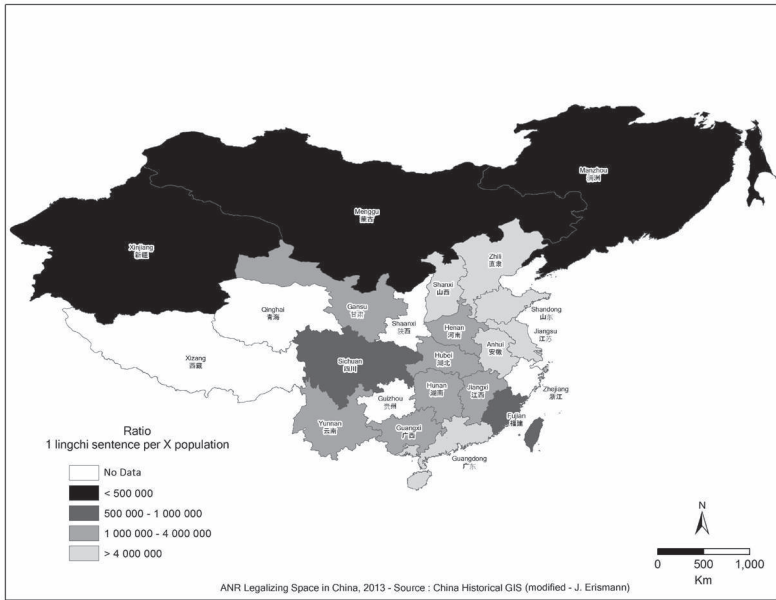 Manzhou
满洲
Menggu
蒙古
Xinjiang
新疆
Zhili
直隶
Shanxi
山西
Gansu
甘肃
Qinghai
青海
Shaanxi
陕西
Shandong
山东
Henan
河南
Jiangsu
江苏
Anhui
安徽
Xizang
西藏
Sichuan
四川
Hubei
湖北
Zhejiang
浙江
Hunan
湖南
Jiangxi
江西
Guizhou
贵州
Fujian
福建
Yunnan
云南
Guangxi
广西
Guangdong
广东
Ratio
1 lingchi sentence per X population
No Data
< 500 000
500 000 - 1 000 000
1 000 000 - 4 000 000
> 4 000 000
N
0 500 1,000
Km
ANR Legalizing Space in China, 2013 - Source : China Historical GIS (modified - J. Erismann)